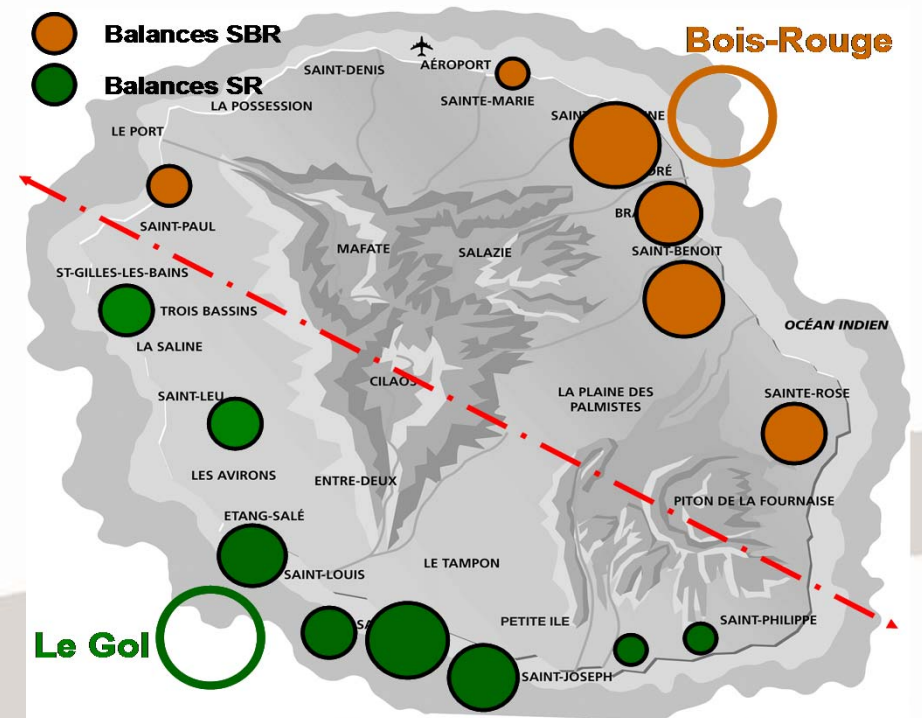 Balances SBR
Bois-Rouge
Balances SR
SAINT-DENIS
AÉROPORT
LA POSSESSION
SAINTE-MARIE
LE PORT
SAINT-PAUL
MAFATE
SALAZIE
SAINT-BENOIT
ST-GILLES-LES-BAINS
TROIS BASSINS
OCÉAN INDIEN
LA SALINE
CILAOS
SAINT-LEU
LA PLAINE DES
PALMISTES
SAINTE-ROSE
LES AVIRONS
ENTRE-DEUX
PITON DE LA FOURNAISE
ETANG-SALÉ
LE TAMPON
SAINT-LOUIS
PETITE ILE
SAINT-PHILIPPE
Le Gol
SAINT-JOSEPH